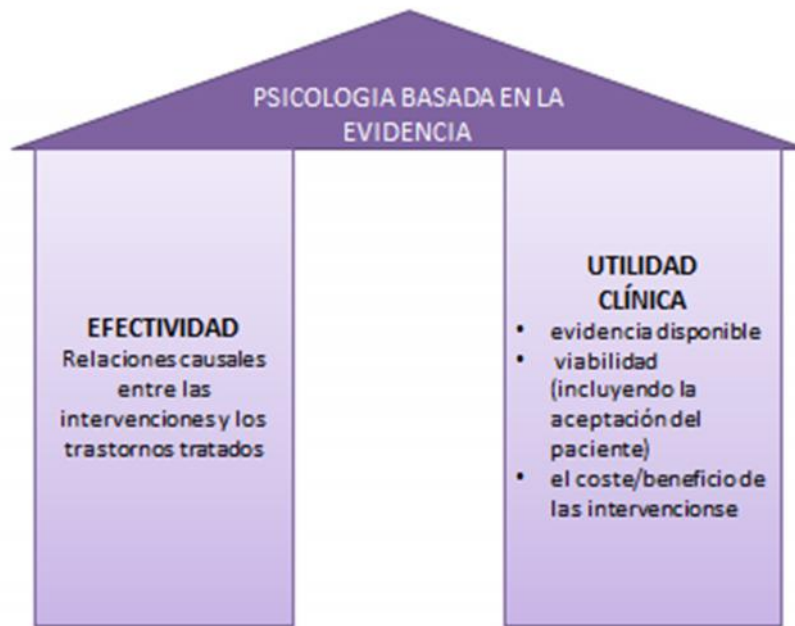 PSICOLOGIA BASADA EN LA
EVIDENCIA
EFECTIVIDAD
Relaciones causales
entre las
intervenciones y los
trastornos tratados
UTILIDAD
CLÍNICA
• evidencia disponible
• viabilidad
(incluyendo la
aceptación del
paciente)
• el coste/beneficio de
las intervencionse